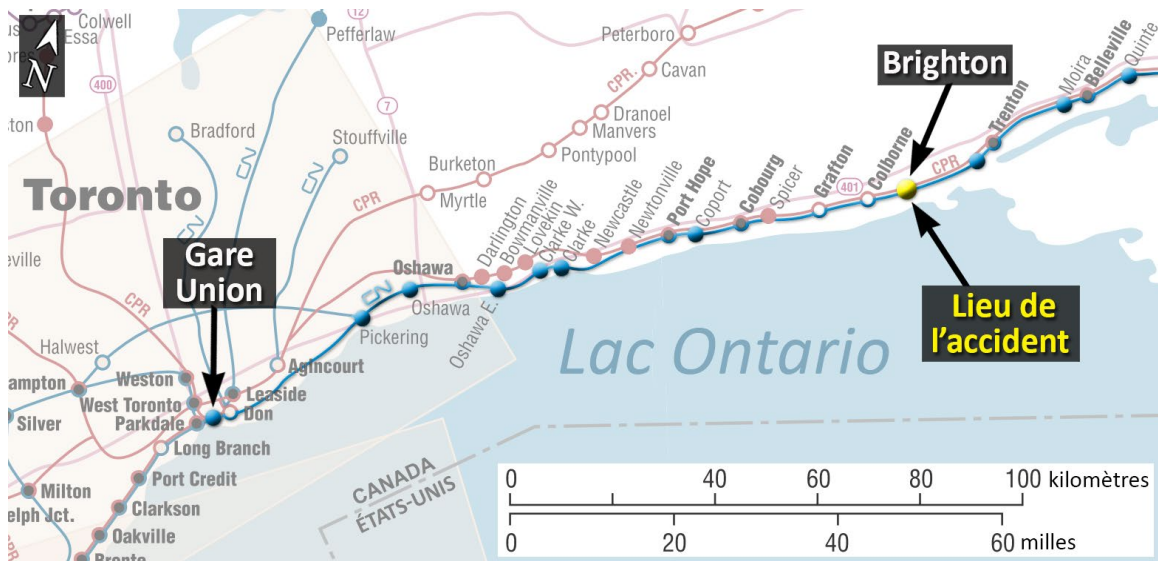 Colwell
Essa
N
400
Pefferlaw
12
7
Peterboro
Cavan
CPR.
Dranoel
Manvers
Pontypool
Burketon
Myrtle
Bradford
CN
CN
Stouffville
CPR
Toronto
Gare
Union
Brighton
Moira
Belleville
Quinte
Trenton
CPR
401
Colborne
Grafton
Spicer
Cobourg
Coport
Port Hope
Newtonville
Newcastle
Clarke
Clarke W.
Lovekin
Bowmanville
Darlington
Oshawa
CN
Oshawa
Oshawa E.
Pickering
Lieu de
l'accident
Lac Ontario
CPR
CPR
Halwest
Weston
Agincourt
Leaside
West Toronto
Don
Parkdale
Silver
Long Branch
Port Credit
Milton
Clarkson
Oakville
Bronte
CPR
CANADA
ÉTATS-UNIS
0 40 60 80 100 kilomètres
0 20 40 60 milles